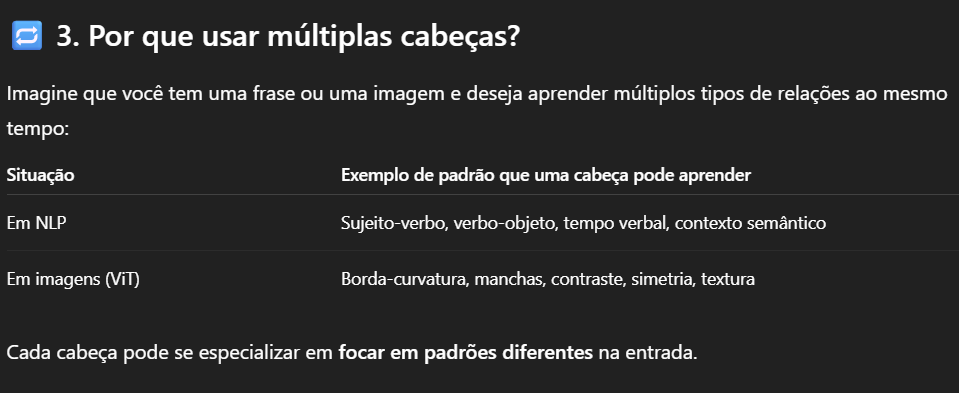 🔁 3. Por que usar múltiplas cabeças?
Imagine que você tem uma frase ou uma imagem e deseja aprender múltiplos tipos de relações ao mesmo
tempo:
Situação Exemplo de padrão que uma cabeça pode aprender
Em NLP Sujeito-verbo, verbo-objeto, tempo verbal, contexto semântico
Em imagens (ViT) Borda-curvatura, manchas, contraste, simetria, textura
Cada cabeça pode se especializar em focar em padrões diferentes na entrada.